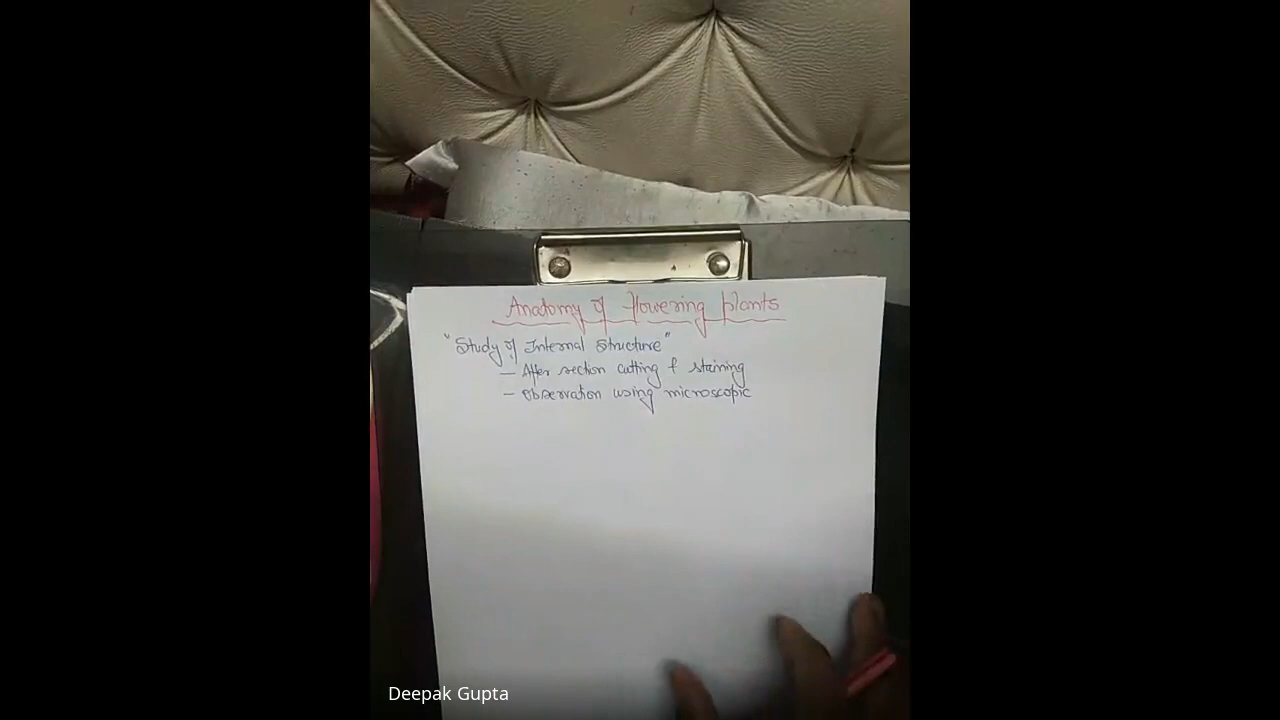 Anatomy of flowering plants
"Study of Internal Structure"
— After section cutting & staining
— Observation using microscopic
Deepak Gupta